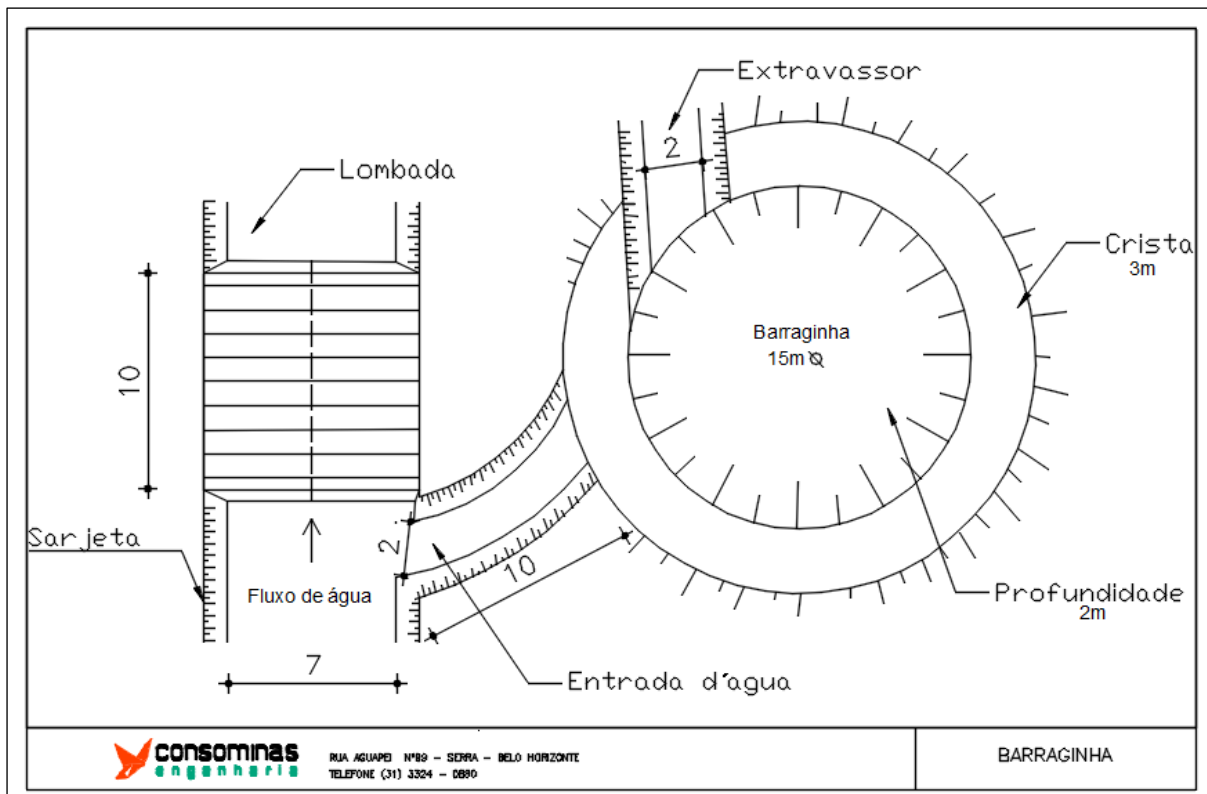 Extravassor
2
Lombada
Crista
3m
Barraginha
15m Ø
10
Sarjeta
2
Fluxo de água
10
Profundidade
2m
7
Entrada d'agua
consominas
engenharia
RUA AGUAPEI Nº89 - SERRA - BELO HORIZONTE
TELEFONE (31) 3324 - 0880
BARRAGINHA